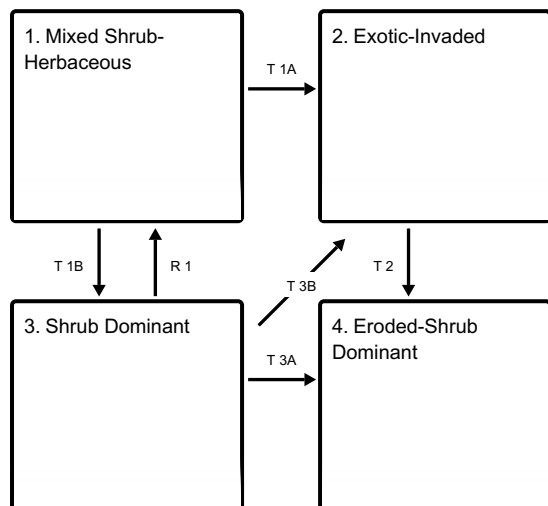 1. Mixed Shrub-
Herbaceous
2. Exotic-Invaded
T 1A
T 1B
R 1
T 3B
T 2
3. Shrub Dominant
4. Eroded-Shrub
Dominant
T 3A